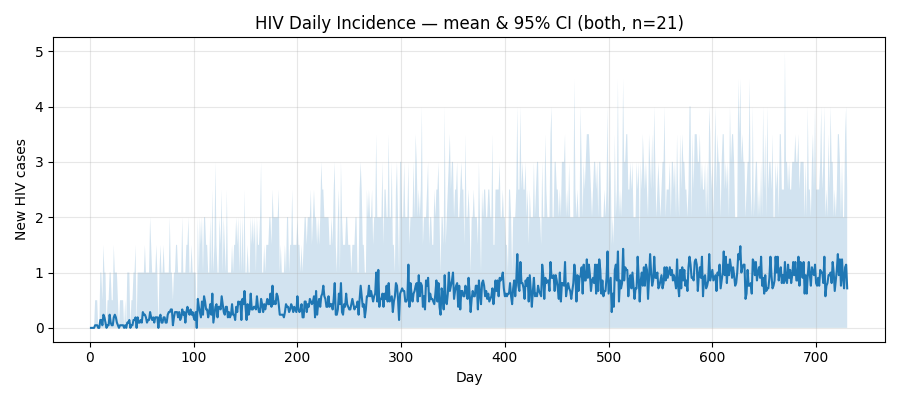 HIV Daily Incidence — mean & 95% CI (both, n=21)
New HIV cases
5
4
3
2
1
0
0 100 200 300 400 500 600 700
Day